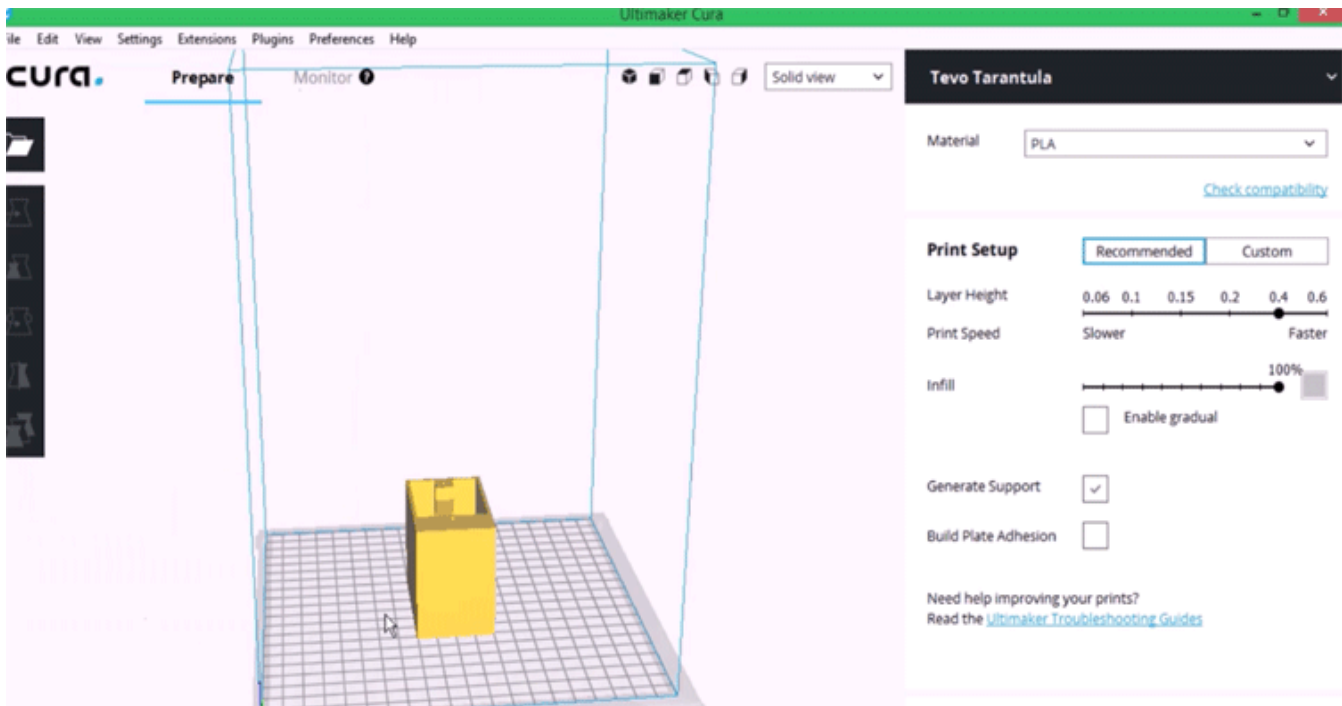 Ultimaker Cura
ile Edit View Settings Extensions Plugins Preferences Help
cura. Prepare Monitor Solid view Tevo Tarantula
Material PLA
Check compatibility
Print Setup Recommended Custom
Layer Height 0.06 0.1 0.15 0.2 0.4 0.6
Print Speed Slower Faster
100%
Infill
Enable gradual
Generate Support
Build Plate Adhesion
Need help improving your prints?
Read the Ultimaker Troubleshooting Guides